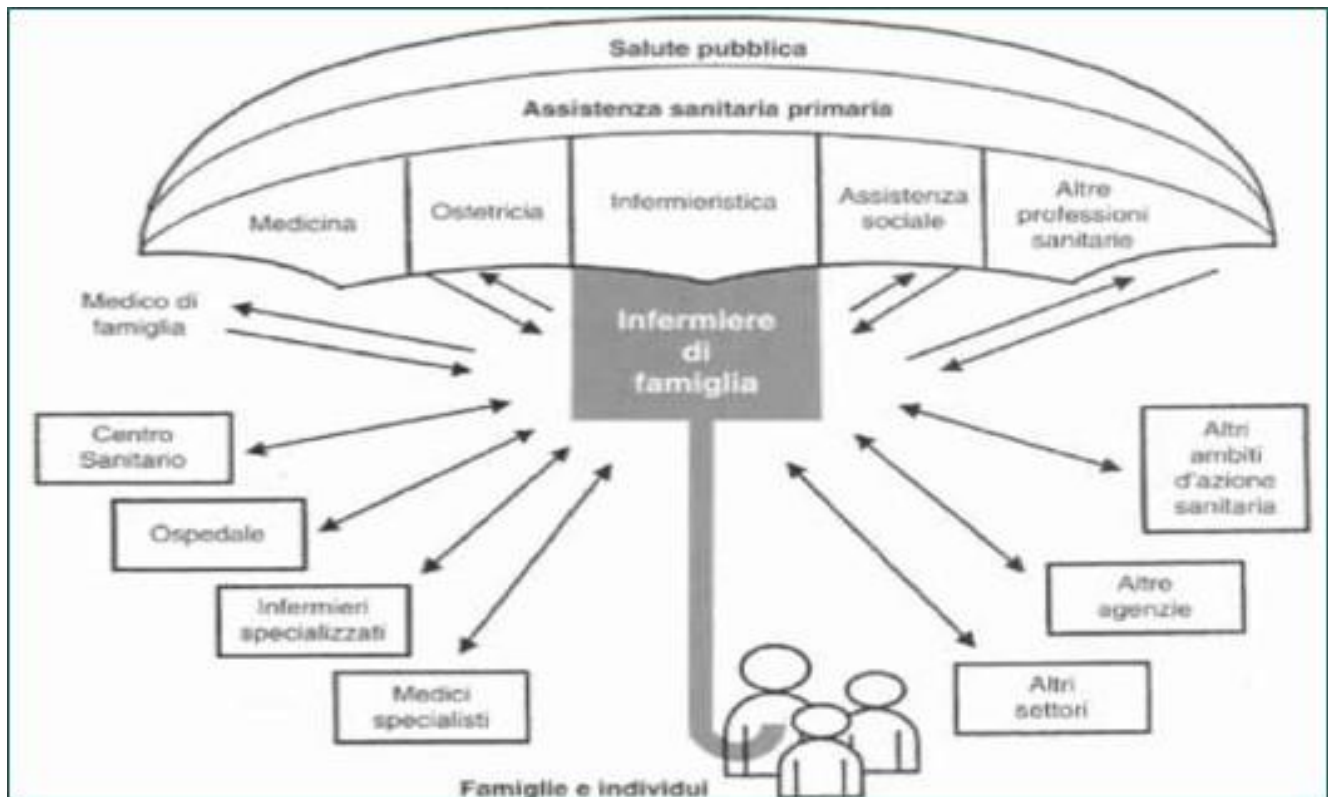 Salute pubblica
Assistenza sanitaria primaria
Medicina
Ostetricia
Infermieristica
Assistenza
sociale
Altre
professioni
sanitarie
Medico di
famiglia
Infermiere
di
famiglia
Centro
Sanitario
Ospedale
Infermieri
specializzati
Medici
specialisti
Altri
ambiti
d'azione
sanitaria
Altre
agenzie
Altri
settori
Famiglie e individui